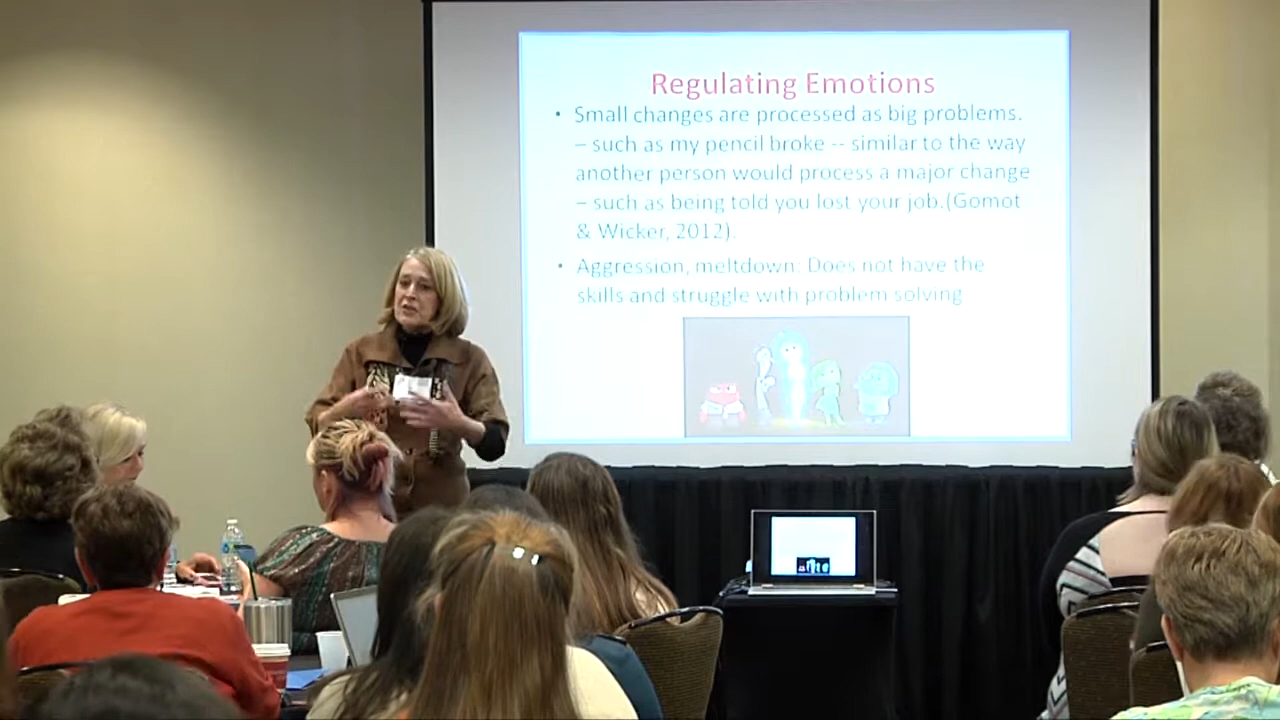 Regulating Emotions
• Small changes are processed as big problems.
– such as my pencil broke -- similar to the way
another person would process a major change
– such as being told you lost your job.(Gomot
& Wicker, 2012).
• Aggression, meltdown: Does not have the
skills and struggle with problem solving